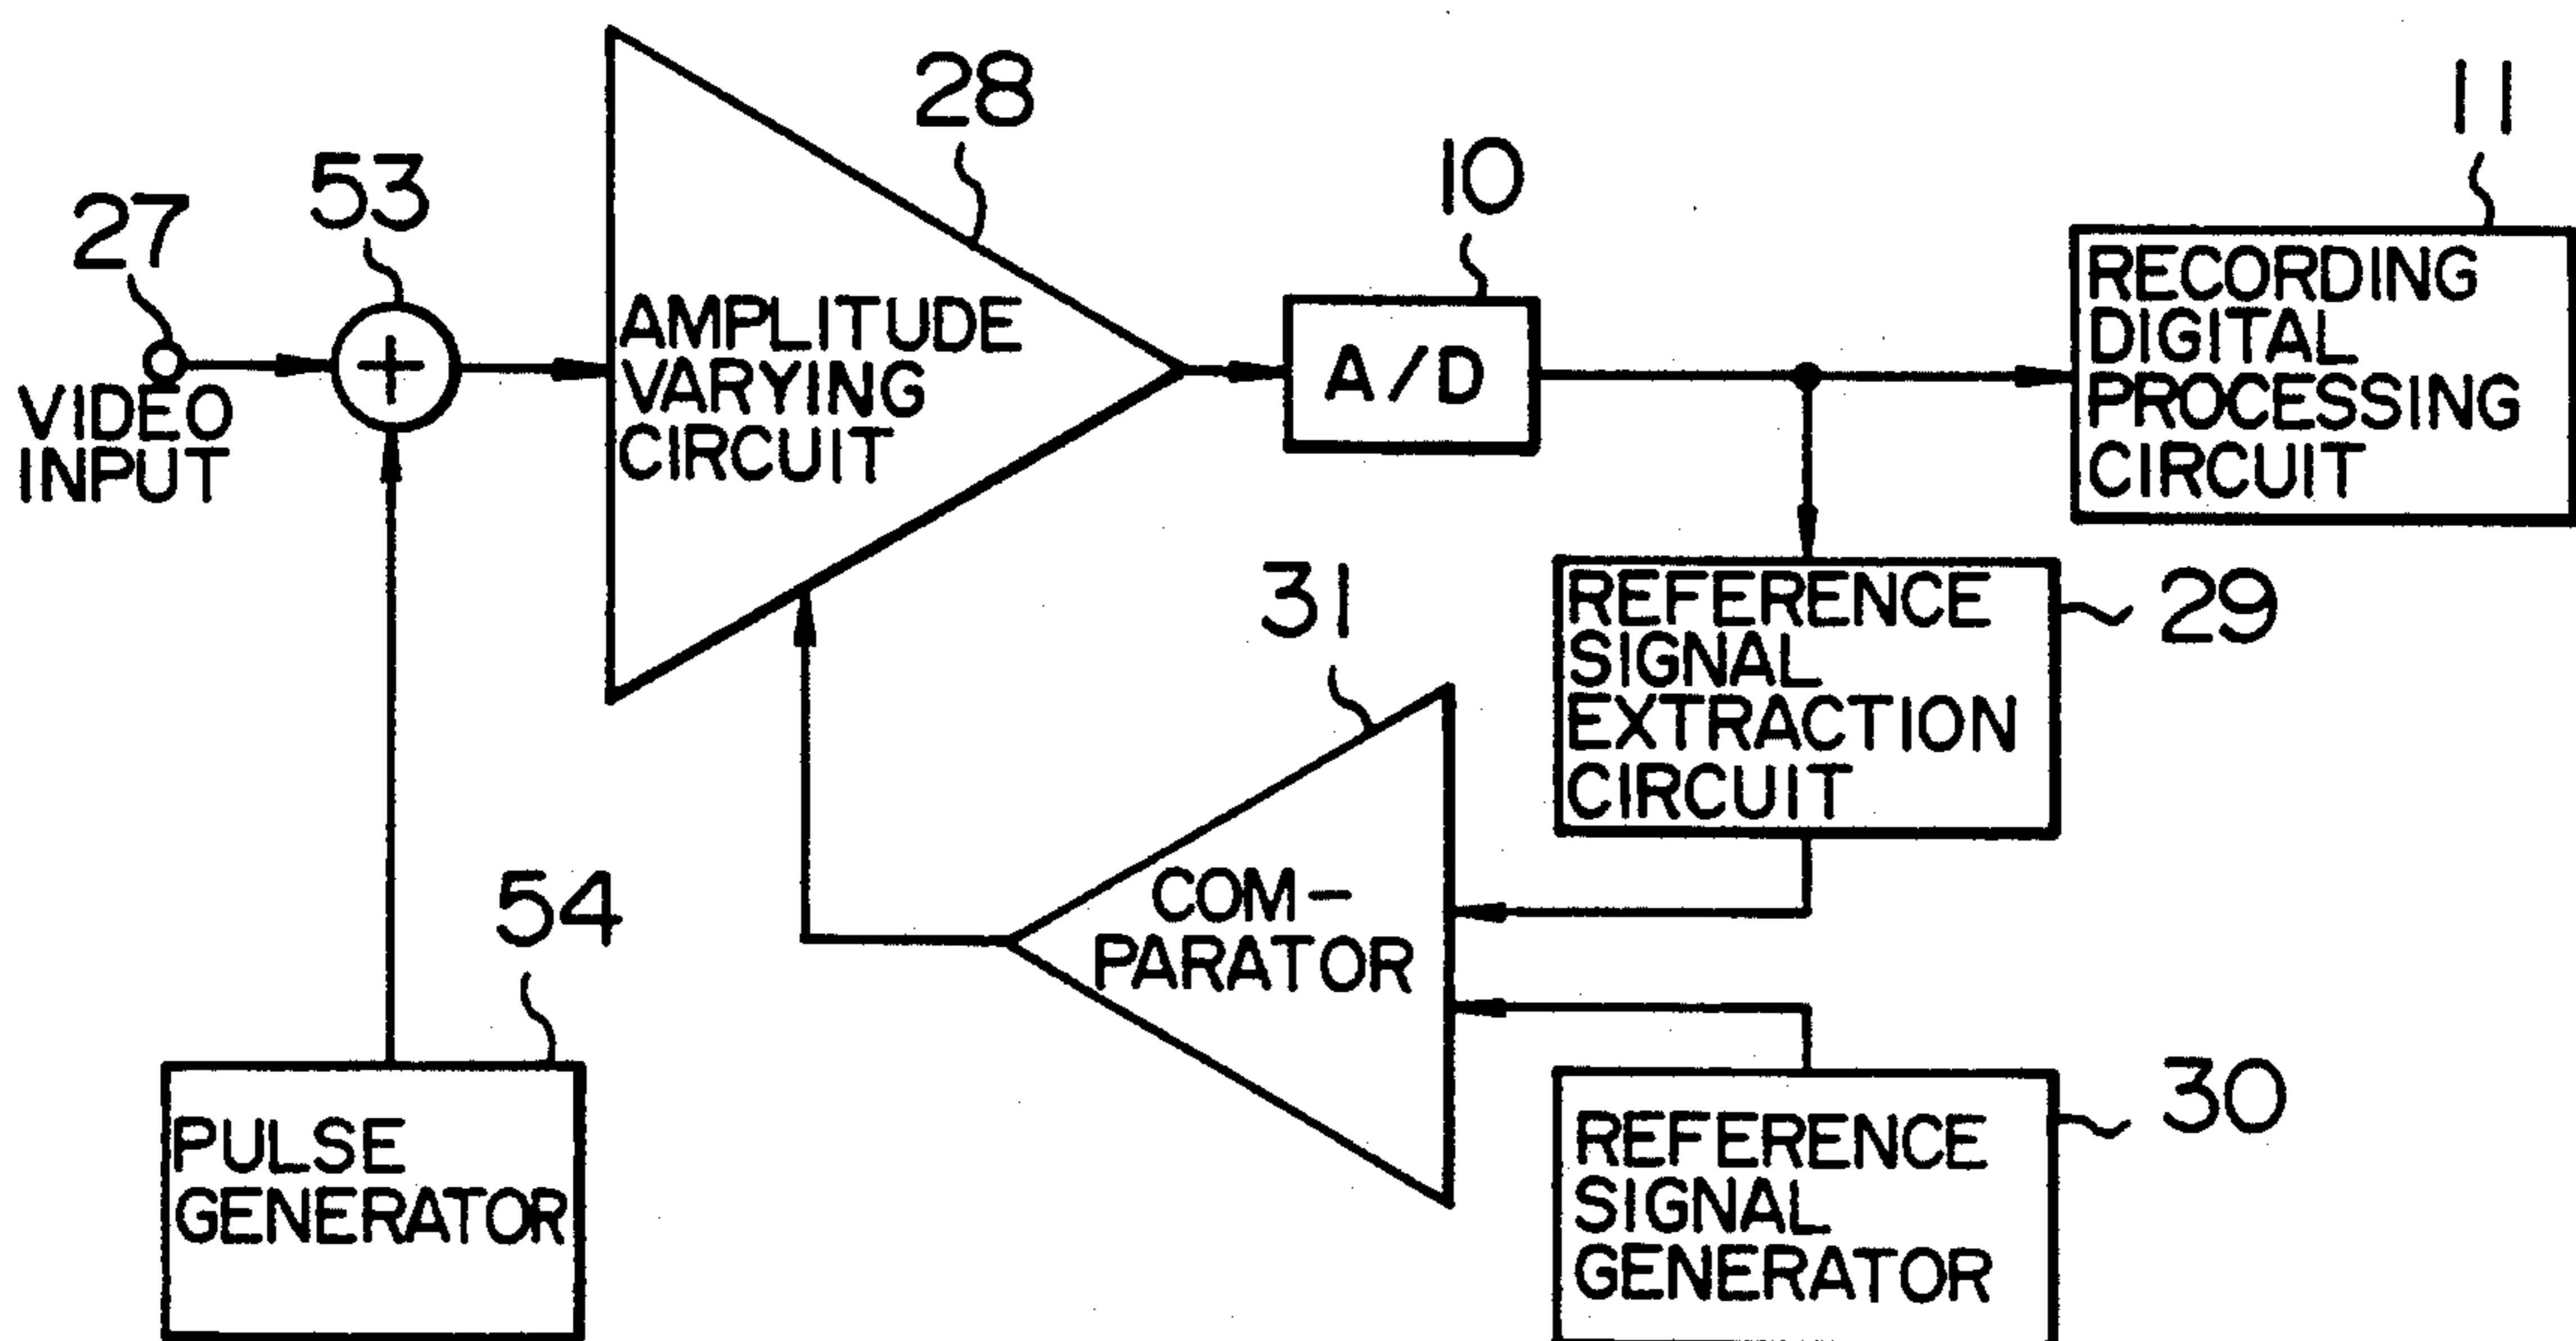 27
VIDEO
INPUT
53
28
AMPLITUDE
VARYING
CIRCUIT
10
A/D
11
RECORDING
DIGITAL
PROCESSING
CIRCUIT
REFERENCE
SIGNAL
EXTRACTION
CIRCUIT
29
31
COM-
PARATOR
54
PULSE
GENERATOR
REFERENCE
SIGNAL
GENERATOR
30